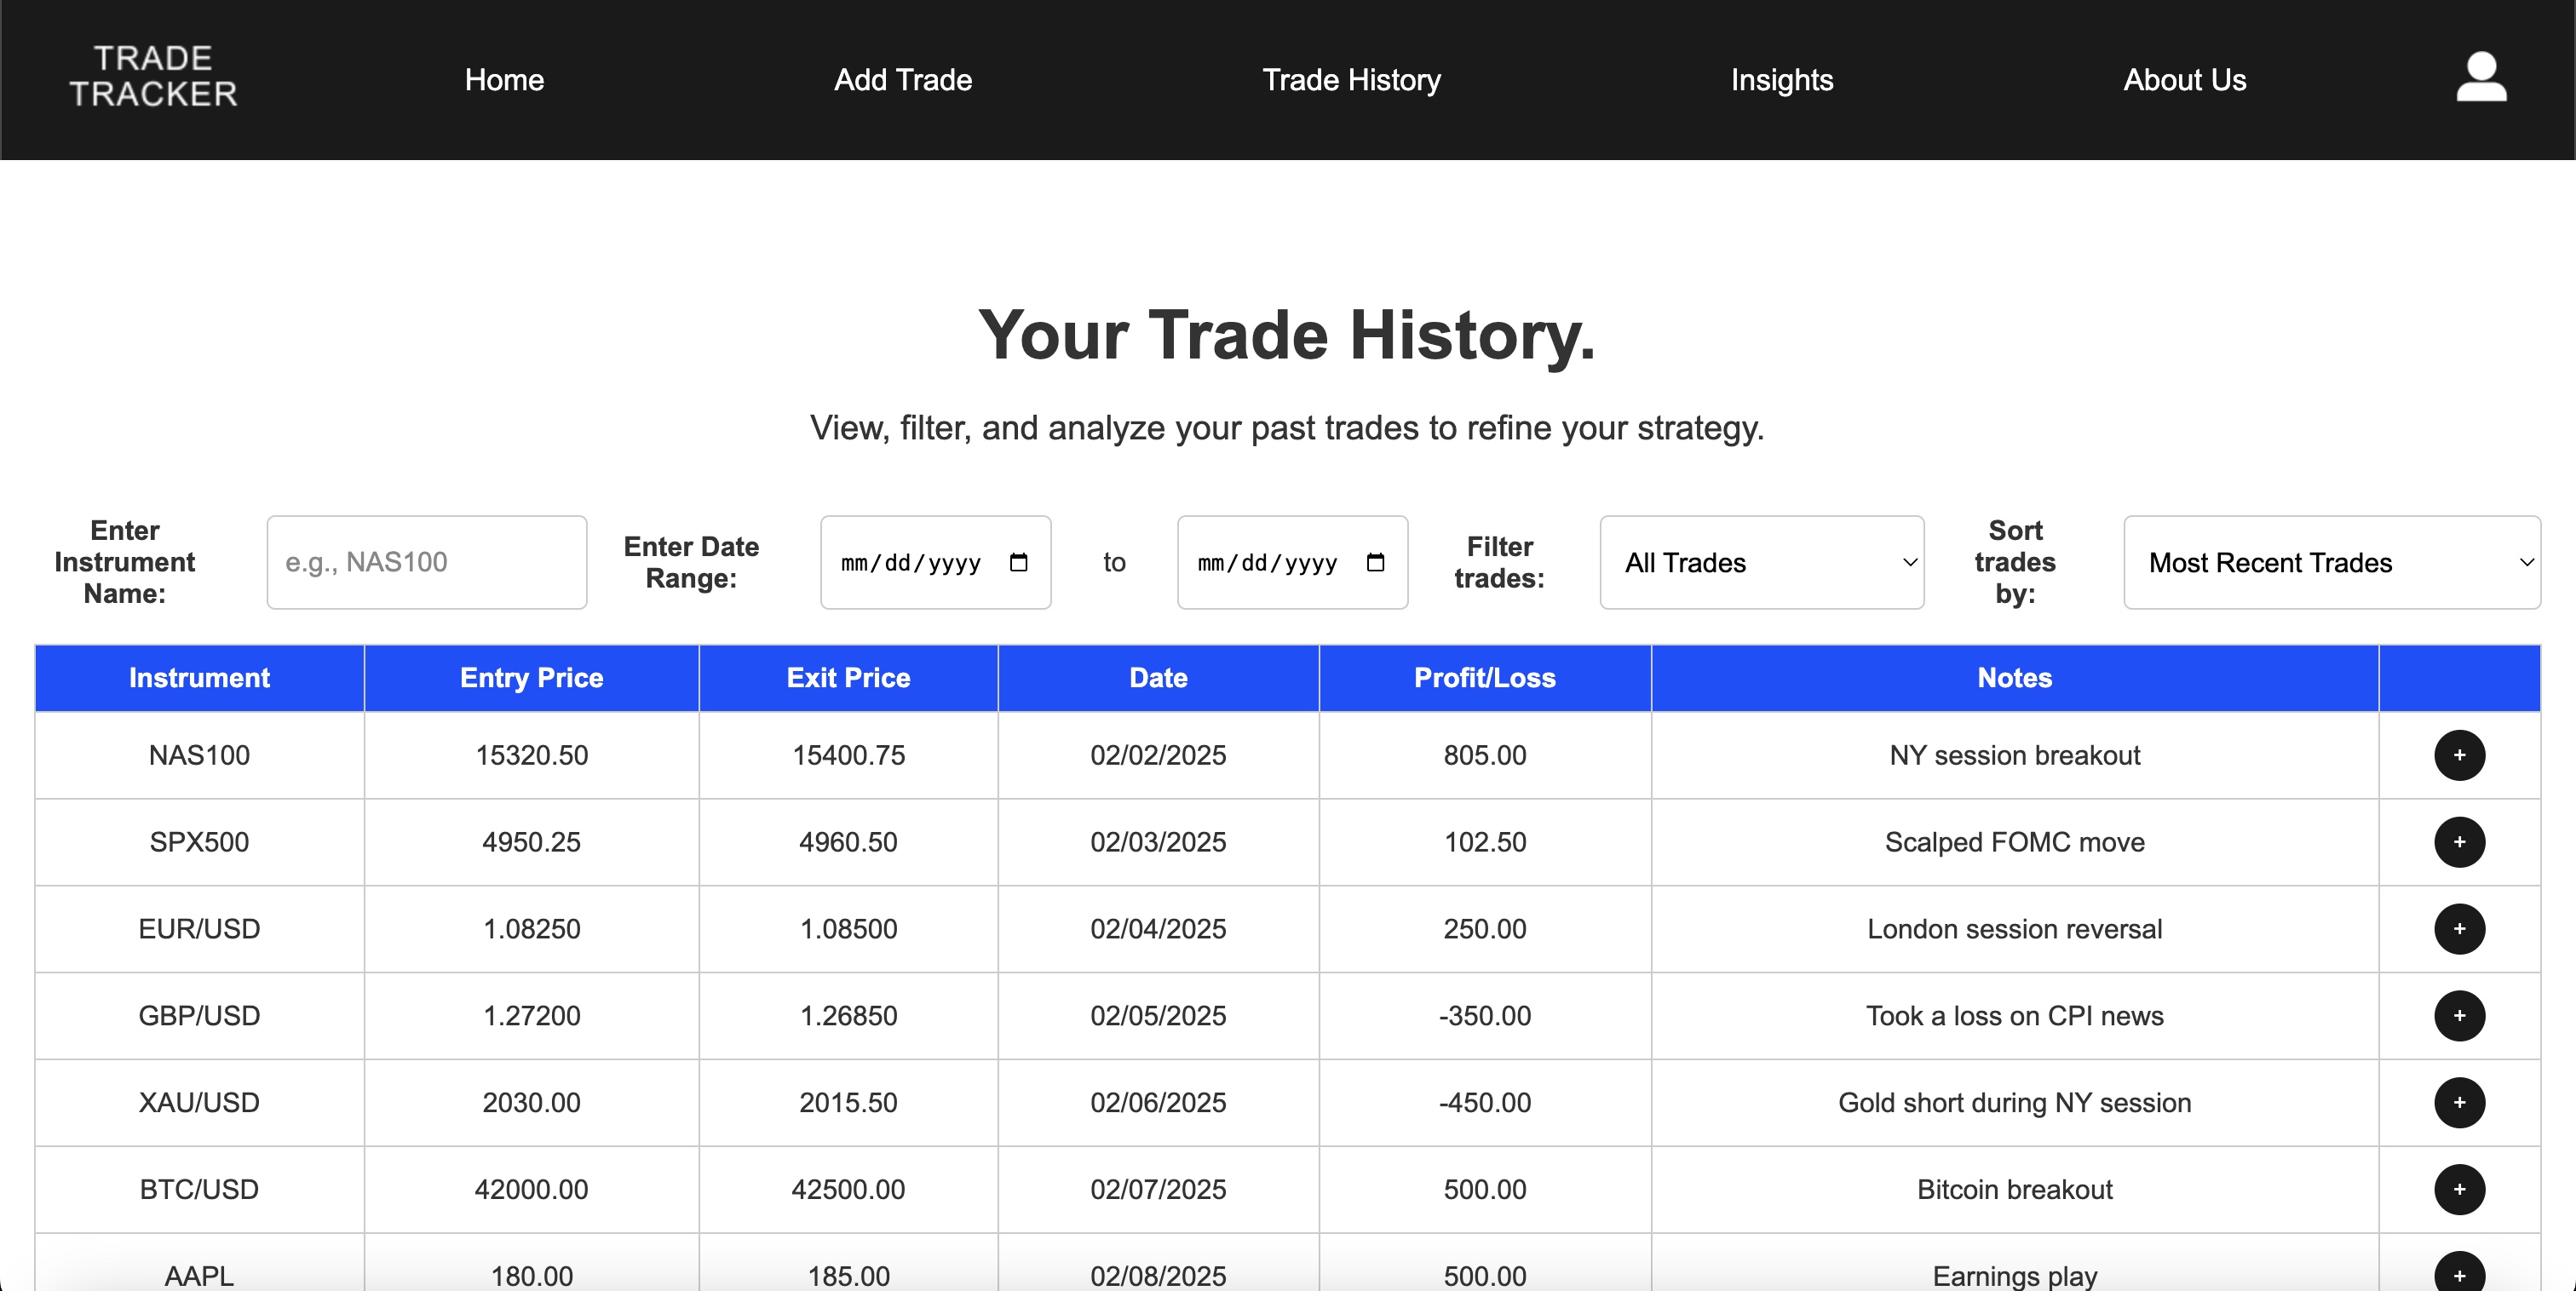 TRADE
TRACKER
Home Add Trade Trade History Insights About Us
Your Trade History.
View, filter, and analyze your past trades to refine your strategy.
Enter
Instrument
Name:
e.g., NAS100
Enter Date
Range:
mm/dd/yyyy
to
mm/dd/yyyy
Filter
trades:
All Trades
Sort
trades
by:
Most Recent Trades
Instrument Entry Price Exit Price Date Profit/Loss Notes
NAS100 15320.50 15400.75 02/02/2025 805.00 NY session breakout +
SPX500 4950.25 4960.50 02/03/2025 102.50 Scalped FOMC move +
EUR/USD 1.08250 1.08500 02/04/2025 250.00 London session reversal +
GBP/USD 1.27200 1.26850 02/05/2025 -350.00 Took a loss on CPI news +
XAU/USD 2030.00 2015.50 02/06/2025 -450.00 Gold short during NY session +
BTC/USD 42000.00 42500.00 02/07/2025 500.00 Bitcoin breakout +
AAPL 180.00 185.00 02/08/2025 500.00 Earnings play +